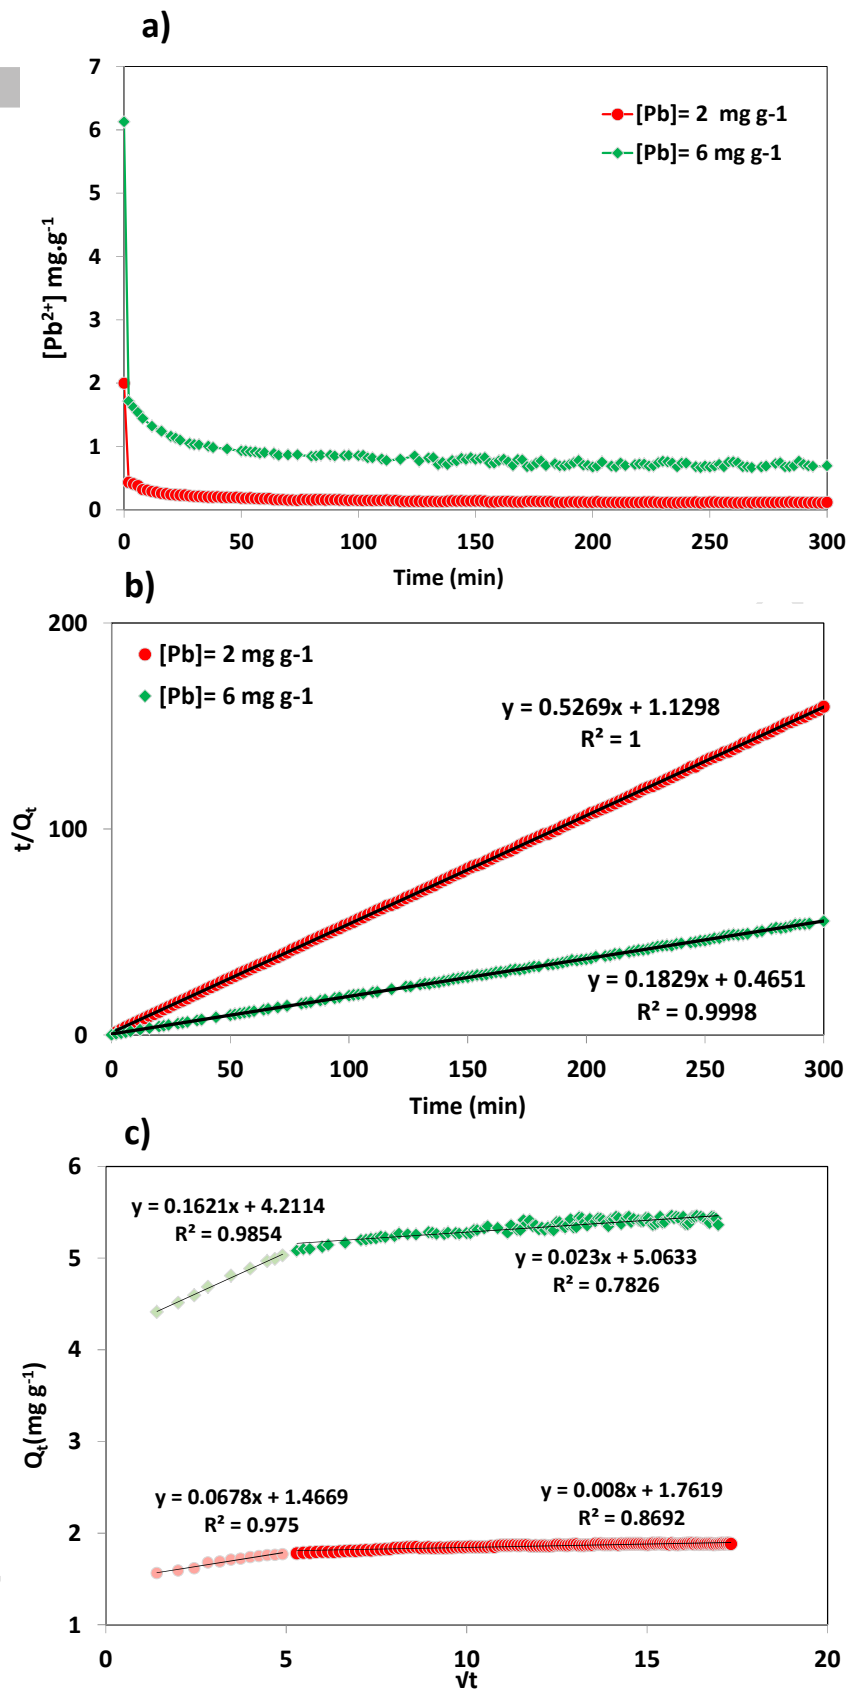 a)
7
6
5
4
3
2
1
0
[Pb²⁺] mg.g⁻¹
[Pb]= 2 mg g-1
[Pb]= 6 mg g-1
0 50 100 150 200 250 300
Time (min)
b)
200
100
0
t/Qₜ
[Pb]= 2 mg g-1
[Pb]= 6 mg g-1
y = 0.5269x + 1.1298
R² = 1
y = 0.1829x + 0.4651
R² = 0.9998
0 50 100 150 200 250 300
Time (min)
c)
6
5
4
3
2
1
Qₜ(mg g⁻¹)
y = 0.1621x + 4.2114
R² = 0.9854
y = 0.023x + 5.0633
R² = 0.7826
y = 0.0678x + 1.4669
R² = 0.975
y = 0.008x + 1.7619
R² = 0.8692
0 5 10 15 20
√t